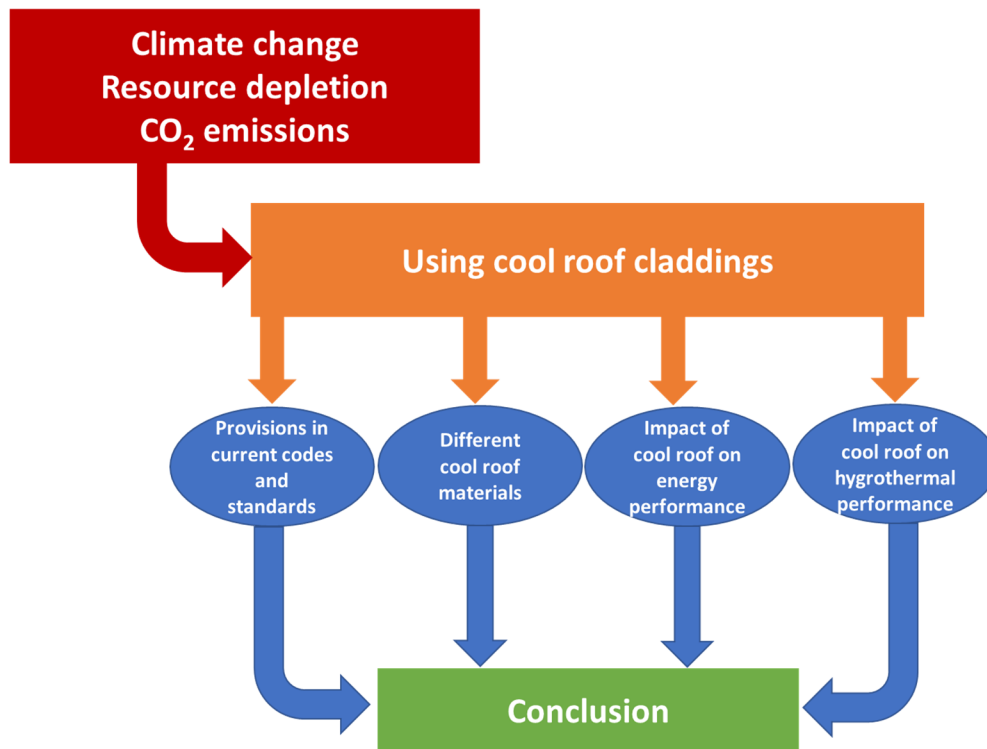 Climate change
Resource depletion
CO₂ emissions
Using cool roof claddings
Provisions in
current codes
and
standards
Different
cool roof
materials
Impact of
cool roof on
energy
performance
Impact of
cool roof on
hygrothermal
performance
Conclusion